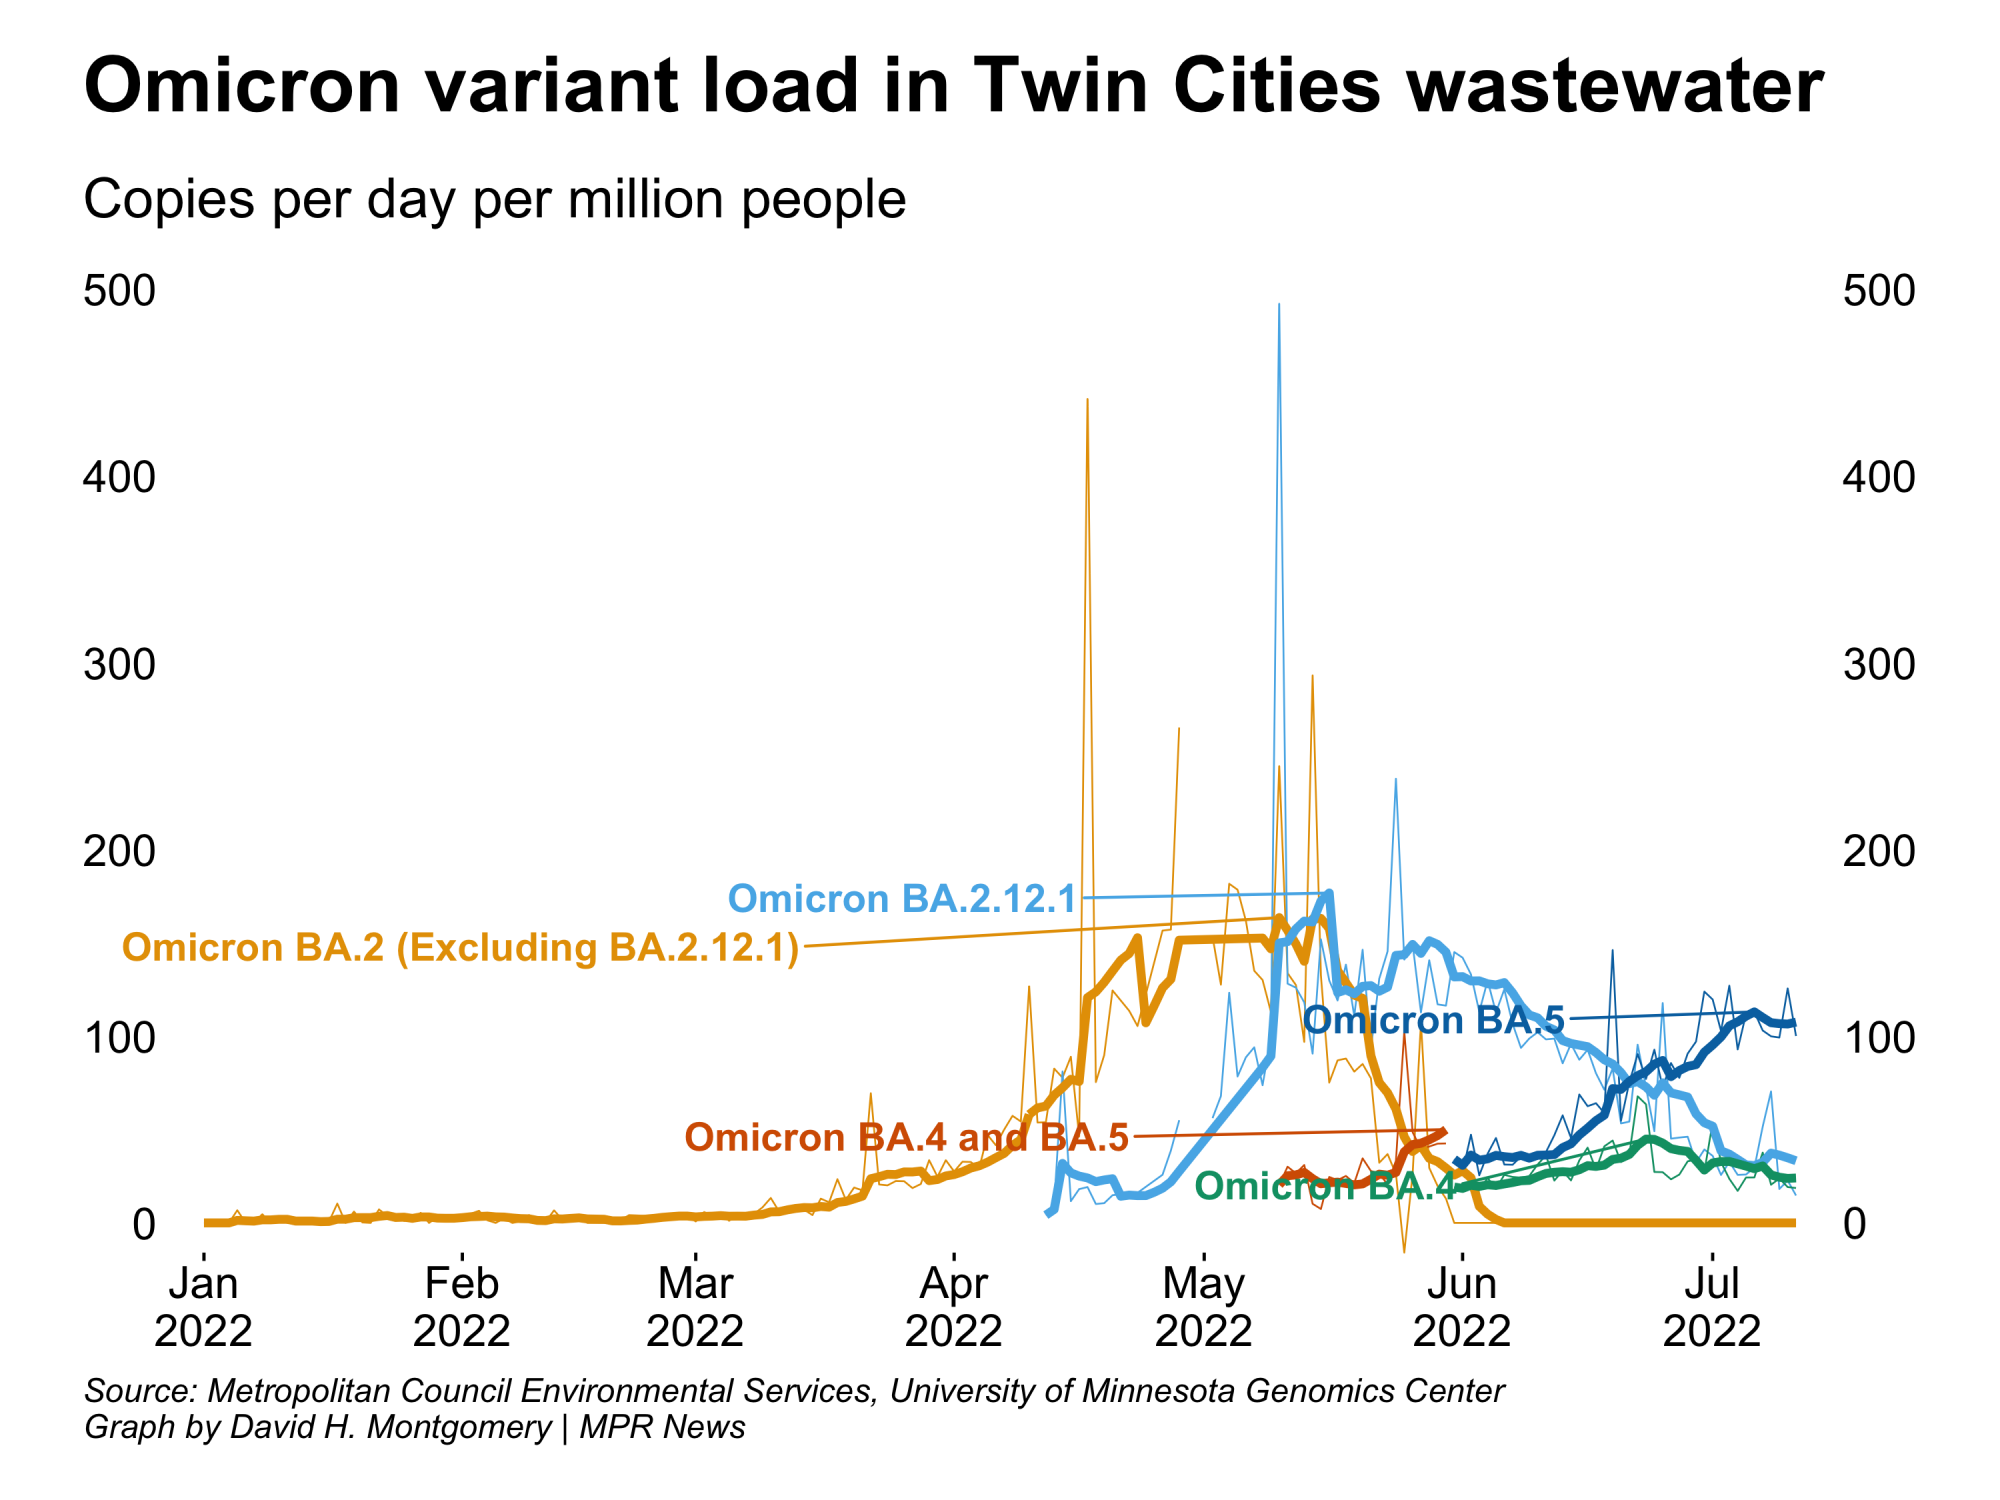 Omicron variant load in Twin Cities wastewater
Copies per day per million people
500 500
400 400
300 300
200 200
Omicron BA.2.12.1
Omicron BA.2 (Excluding BA.2.12.1)
Omicron BA.5
100 100
Omicron BA.4 and BA.5
Omicron BA.4
0 0
Jan Feb Mar Apr May Jun Jul
2022 2022 2022 2022 2022 2022 2022
Source: Metropolitan Council Environmental Services, University of Minnesota Genomics Center
Graph by David H. Montgomery | MPR News